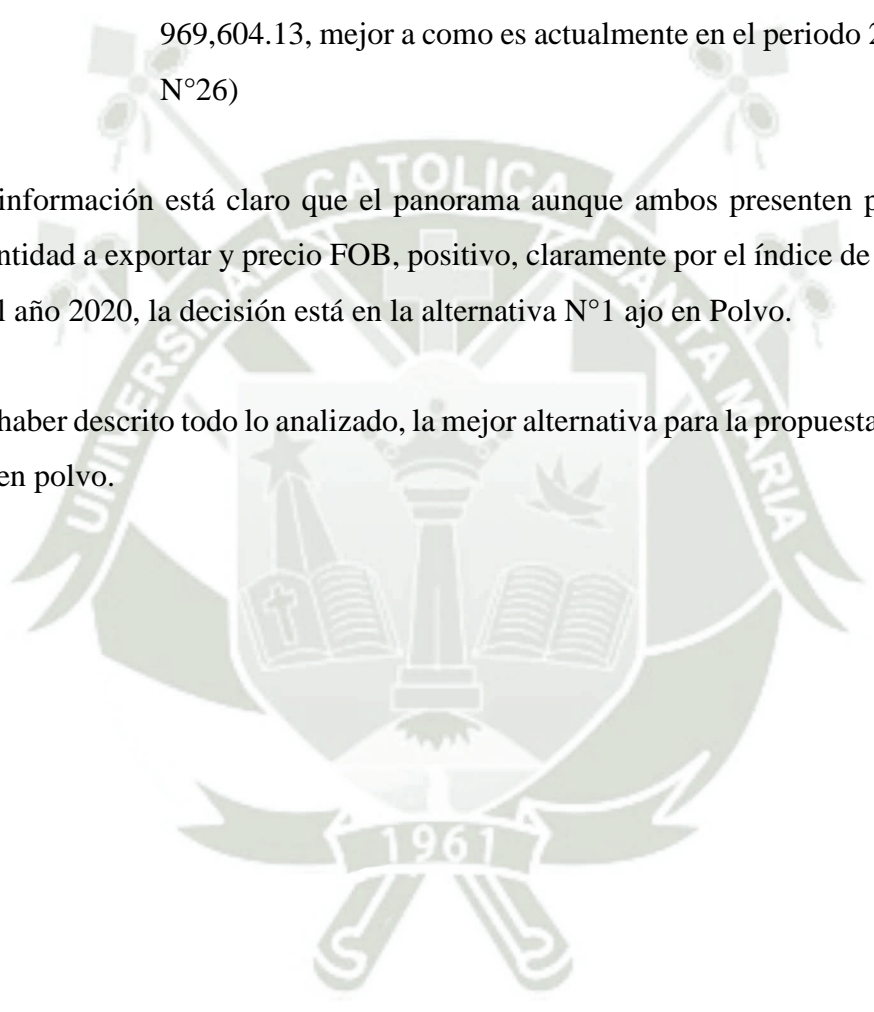 969,604.13, mejor a como es actualmente en el periodo
N°26)
información está claro que el panorama aunque ambos presenten
ntidad a exportar y precio FOB, positivo, claramente por el índice de
l año 2020, la decisión está en la alternativa N°1 ajo en Polvo.
haber descrito todo lo analizado, la mejor alternativa para la propuesta
en polvo.
UNIVERSIDAD CATOLICA SANTA MARIA
1961